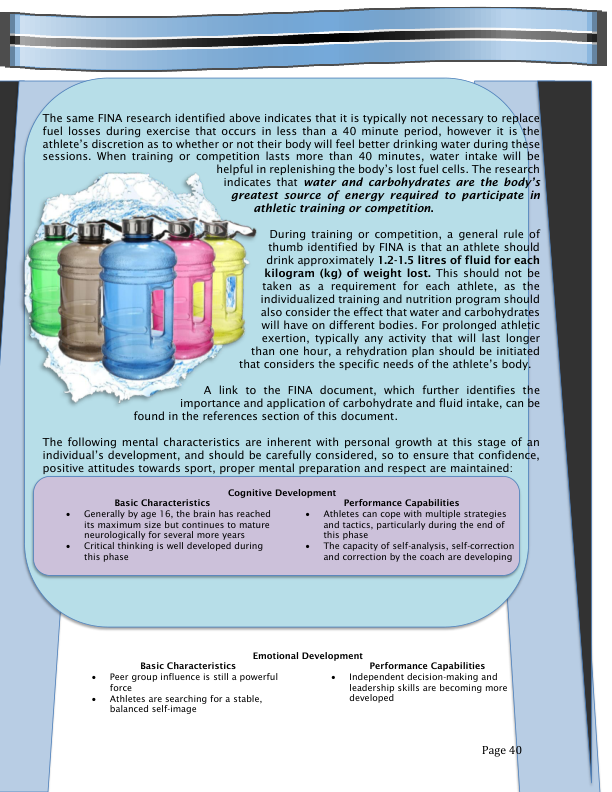 The same FINA research identified above indicates that it is typically not necessary to replace
fuel losses during exercise that occurs in less than a 40 minute period, however it is the
athlete's discretion as to whether or not their body will feel better drinking water during these
sessions. When training or competition lasts more than 40 minutes, water intake will be
helpful in replenishing the body's lost fuel cells. The research
indicates that water and carbohydrates are the body's
greatest source of energy required to participate in
athletic training or competition.
During training or competition, a general rule of
thumb identified by FINA is that an athlete should
drink approximately 1.2-1.5 litres of fluid for each
kilogram (kg) of weight lost. This should not be
taken as a requirement for each athlete, as the
individualized training and nutrition program should
also consider the effect that water and carbohydrates
will have on different bodies. For prolonged athletic
exertion, typically any activity that will last longer
than one hour, a rehydration plan should be initiated
that considers the specific needs of the athlete's body.
A link to the FINA document, which further identifies the
importance and application of carbohydrate and fluid intake, can be
found in the references section of this document.
The following mental characteristics are inherent with personal growth at this stage of an
individual's development, and should be carefully considered, so to ensure that confidence,
positive attitudes towards sport, proper mental preparation and respect are maintained:
Cognitive Development
Basic Characteristics
• Generally by age 16, the brain has reached
its maximum size but continues to mature
neurologically for several more years
• Critical thinking is well developed during
this phase
Performance Capabilities
• Athletes can cope with multiple strategies
and tactics, particularly during the end of
this phase
• The capacity of self-analysis, self-correction
and correction by the coach are developing
Emotional Development
Basic Characteristics
• Peer group influence is still a powerful
force
• Athletes are searching for a stable,
balanced self-image
Performance Capabilities
• Independent decision-making and
leadership skills are becoming more
developed
Page 40